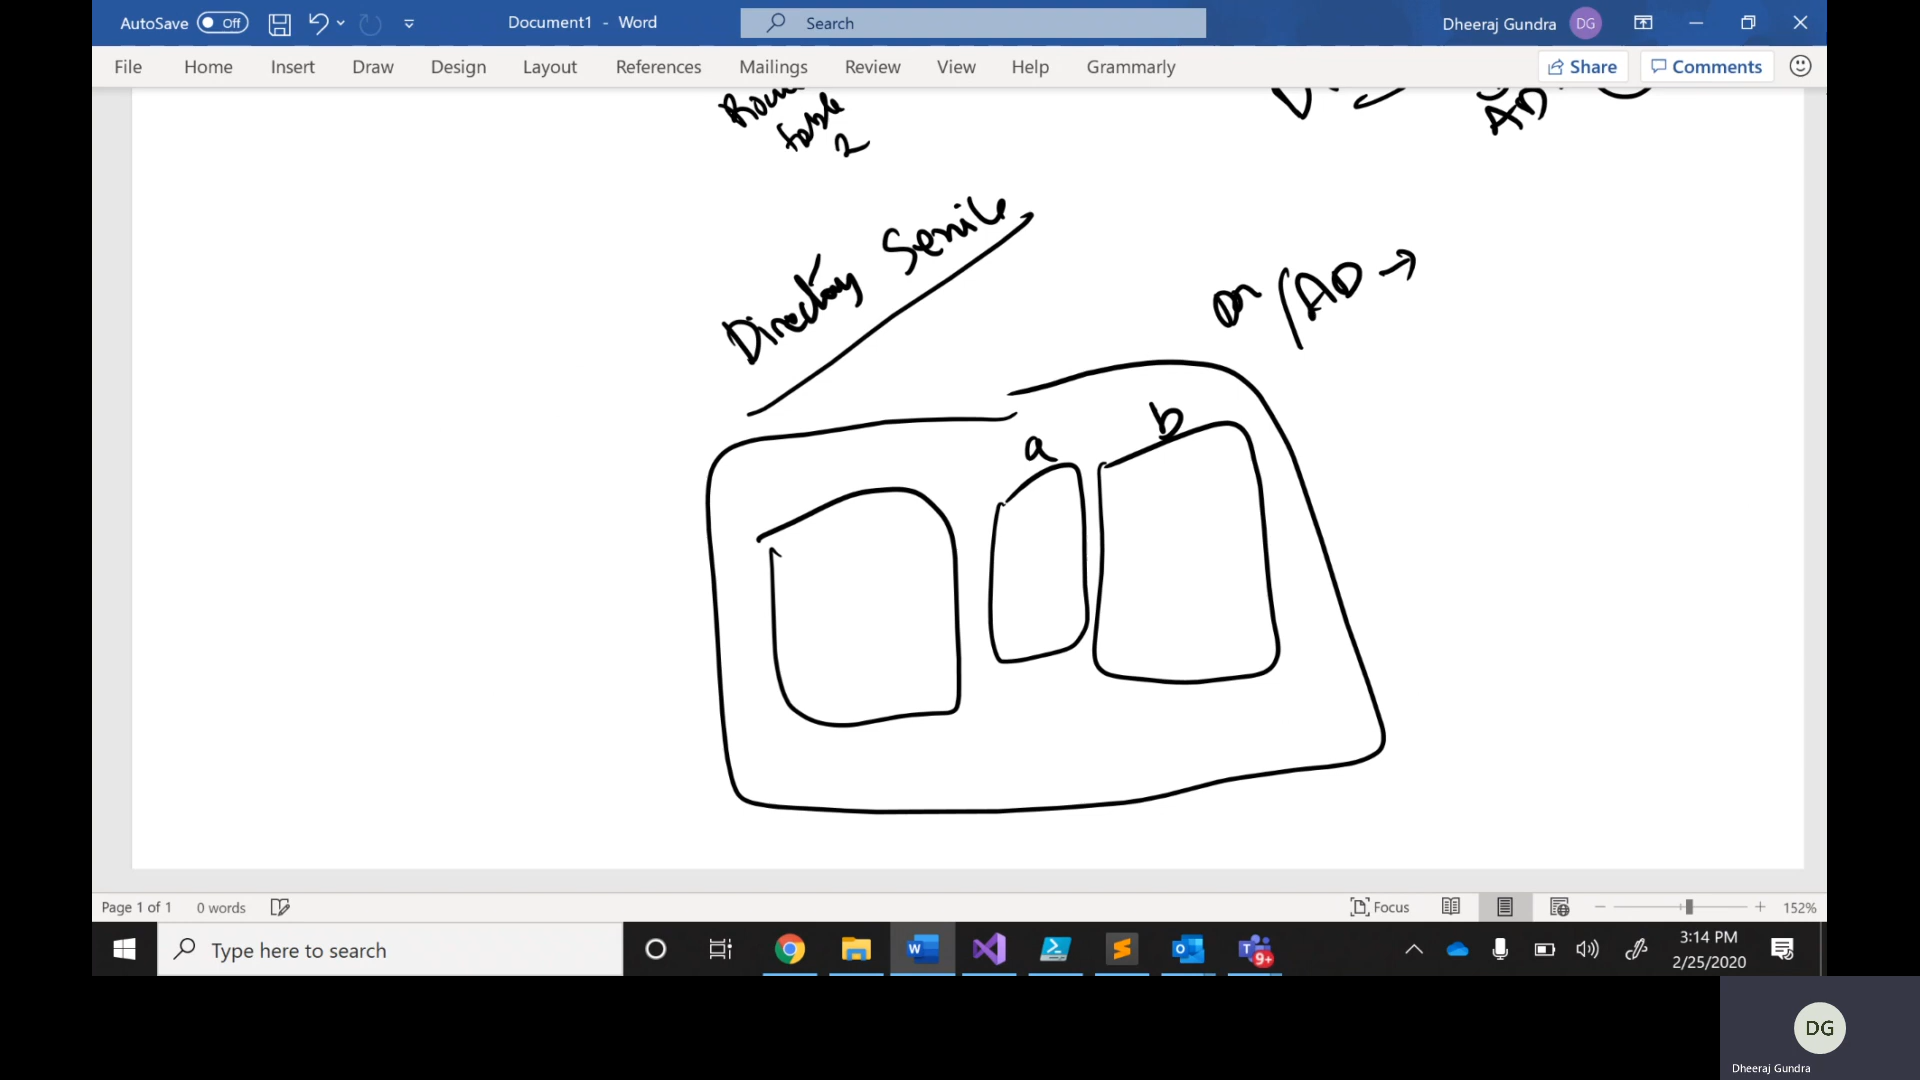 AutoSave Off Document1 - Word Search Dheeraj Gundra DG
File Home Insert Draw Design Layout References Mailings Review View Help Grammarly Share Comments
table
2
AD
Directory Service
/AD →
a
b
Page 1 of 1 0 words Focus 152%
Type here to search 9+ 3:14 PM
2/25/2020
DG
Dheeraj Gundra